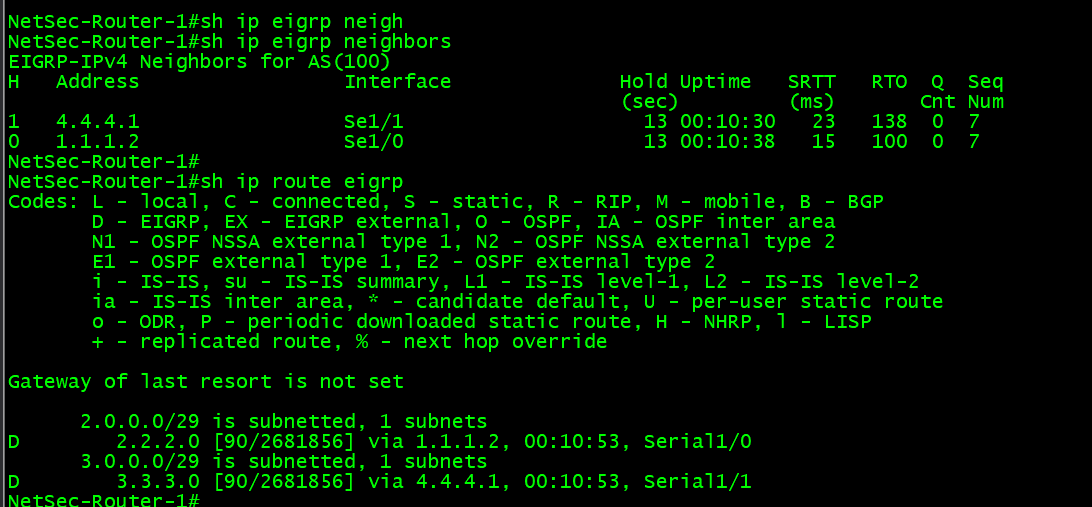 NetSec-Router-1#sh ip eigrp neigh
NetSec-Router-1#sh ip eigrp neighbors
EIGRP-IPv4 Neighbors for AS(100)
H   Address                 Interface              Hold Uptime   SRTT   RTO  Q  Seq
                                                   (sec)         (ms)       Cnt Num
1   4.4.4.1                 Se1/1                    13 00:10:30   23   138  0  7
0   1.1.1.2                 Se1/0                    13 00:10:38   15   100  0  7
NetSec-Router-1#
NetSec-Router-1#sh ip route eigrp
Codes: L - local, C - connected, S - static, R - RIP, M - mobile, B - BGP
       D - EIGRP, EX - EIGRP external, O - OSPF, IA - OSPF inter area
       N1 - OSPF NSSA external type 1, N2 - OSPF NSSA external type 2
       E1 - OSPF external type 1, E2 - OSPF external type 2
       i - IS-IS, su - IS-IS summary, L1 - IS-IS level-1, L2 - IS-IS level-2
       ia - IS-IS inter area, * - candidate default, U - per-user static route
       o - ODR, P - periodic downloaded static route, H - NHRP, l - LISP
       + - replicated route, % - next hop override

Gateway of last resort is not set

      2.0.0.0/29 is subnetted, 1 subnets
D        2.2.2.0 [90/2681856] via 1.1.1.2, 00:10:53, Serial1/0
      3.0.0.0/29 is subnetted, 1 subnets
D        3.3.3.0 [90/2681856] via 4.4.4.1, 00:10:53, Serial1/1
NetSec-Router-1#